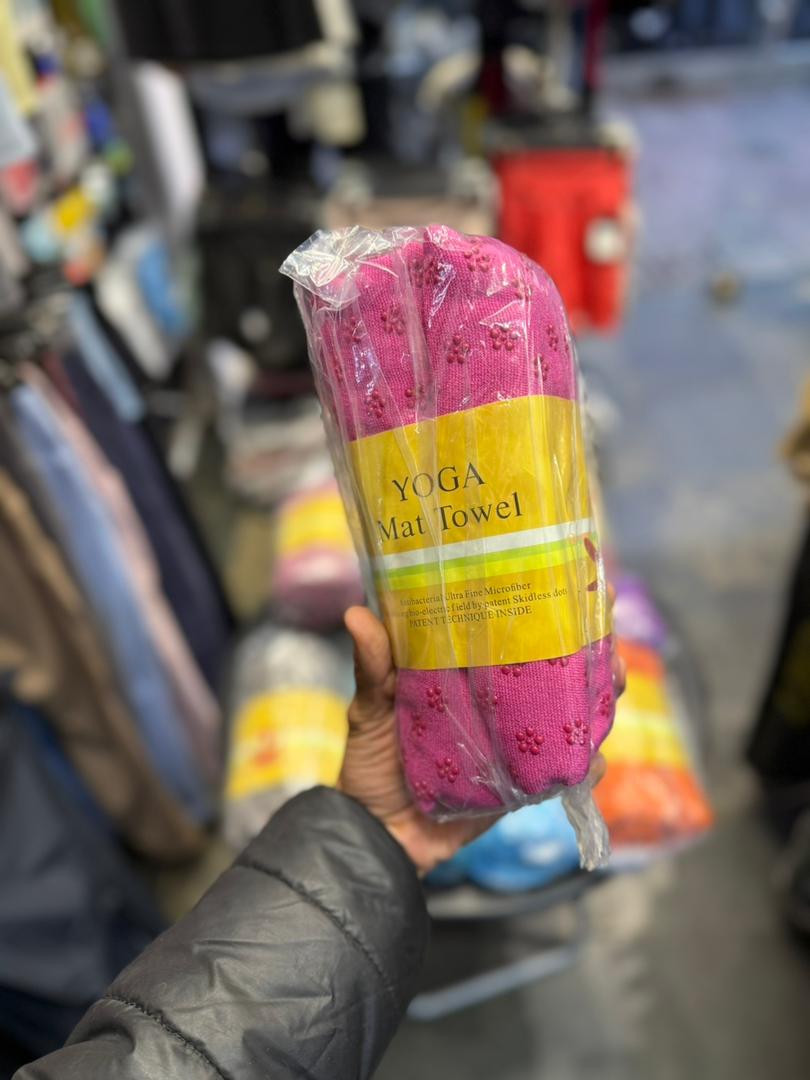 YOGA
Mat Towel
Antibacterial Ultra Fine Microfiber
bio-electric field by patent Skidless dots
PATENT TECHNIQUE INSIDE